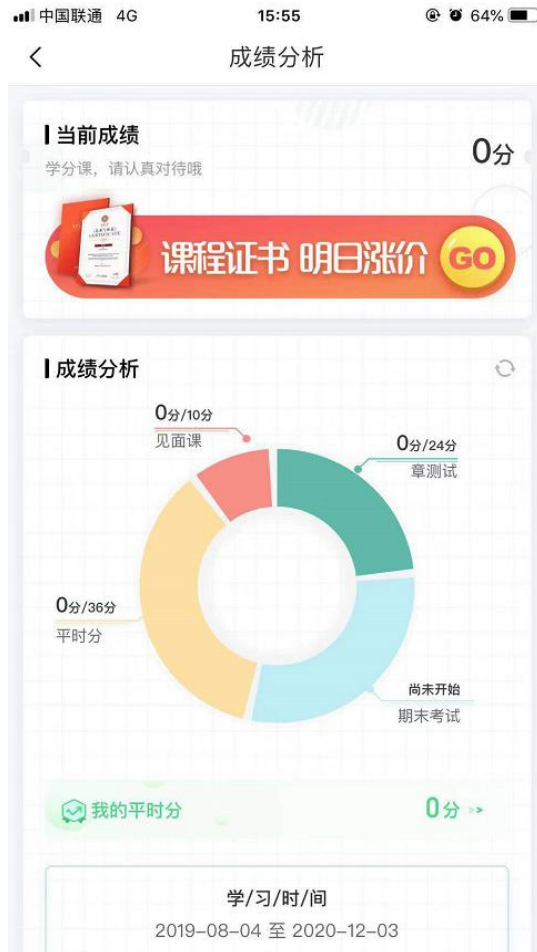 中国联通 4G 15:55 64%
成绩分析
当前成绩
学分课，请认真对待哦
0分
课程证书 明日涨价 GO
成绩分析
0分/10分
见面课
0分/24分
章测试
0分/36分
平时分
尚未开始
期末考试
我的平时分 0分
学/习/时/间
2019-08-04 至 2020-12-03